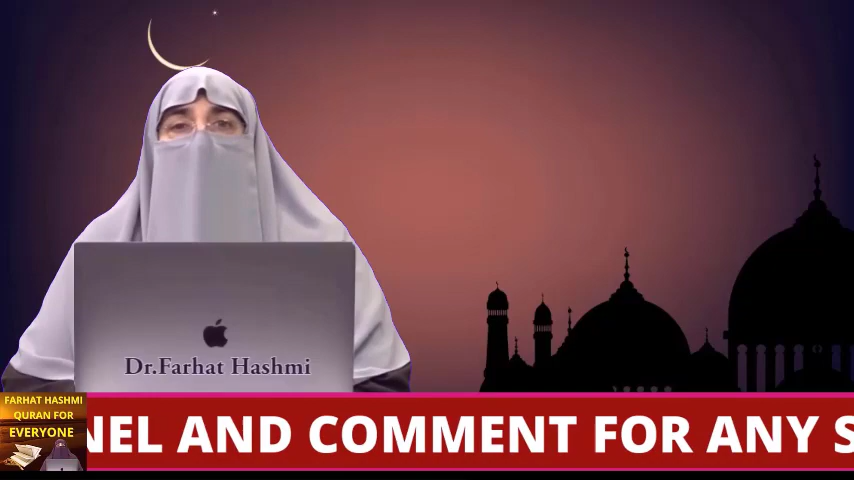 Dr.Farhat Hashmi
FARHAT HASHMI
QURAN FOR
EVERYONE
NEL AND COMMENT FOR ANY S